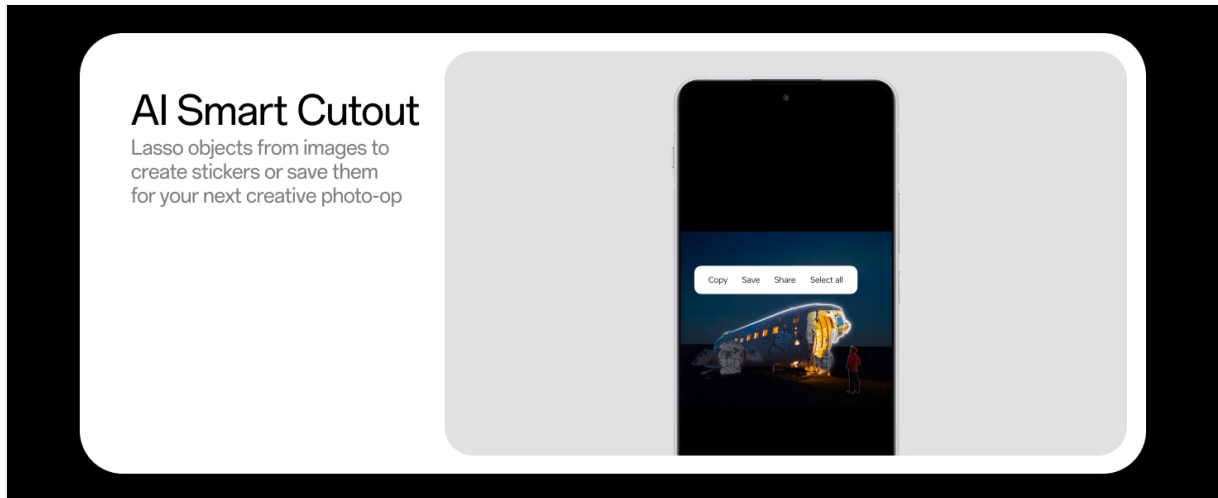 AI Smart Cutout
Lasso objects from images to
create stickers or save them
for your next creative photo-op
Copy Save Share Select all